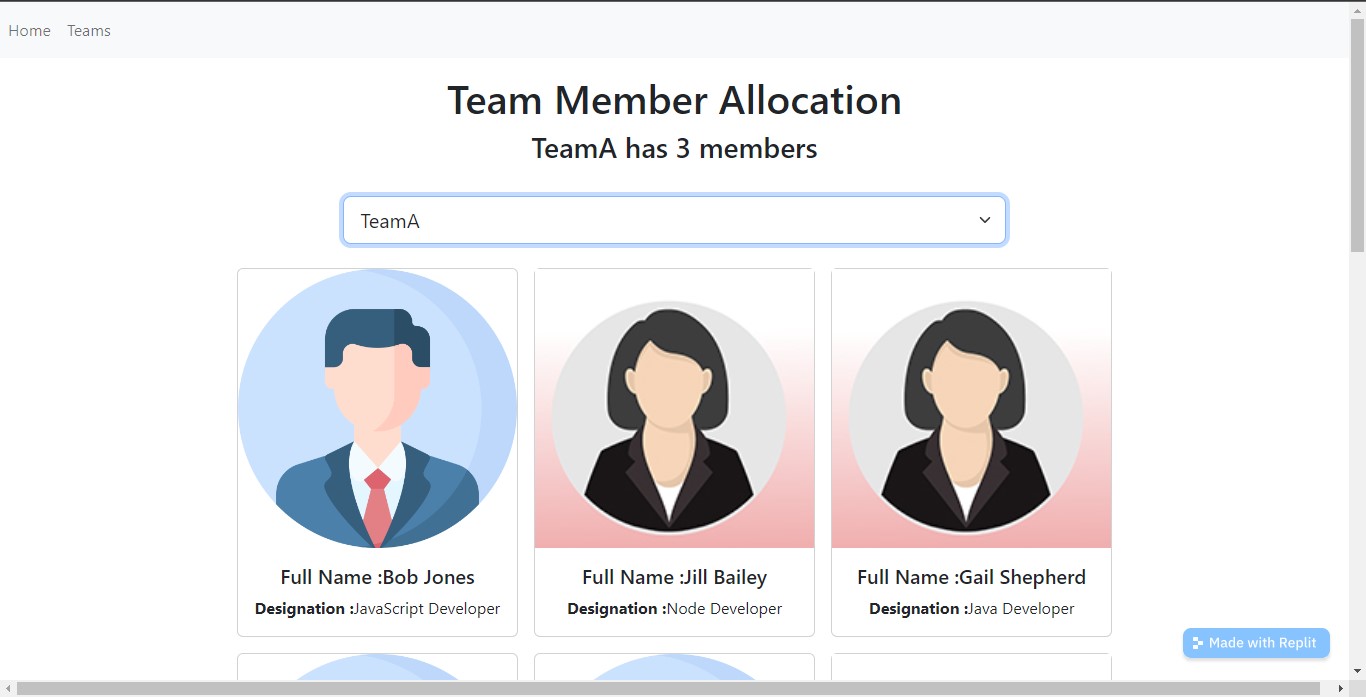 Home Teams
Team Member Allocation
TeamA has 3 members
TeamA
Full Name :Bob Jones
Designation :JavaScript Developer
Full Name :Jill Bailey
Designation :Node Developer
Full Name :Gail Shepherd
Designation :Java Developer
Made with Replit